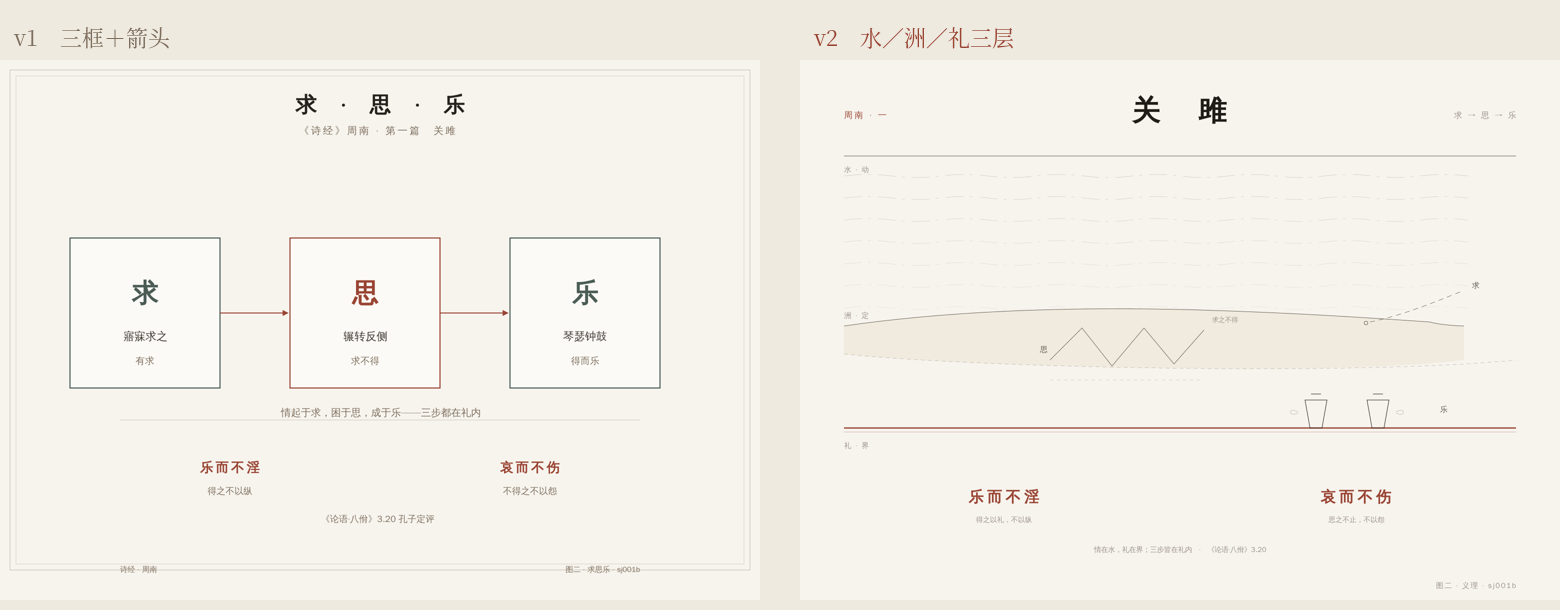 v1 三框＋箭头
求 · 思 · 乐
《诗经》周南 · 第一篇 关雎
求
寤寐求之
有求
思
辗转反侧
求不得
乐
琴瑟钟鼓
得而乐
情起于求，困于思，成于乐——三步都在礼内
乐而不淫
得之不以纵
哀而不伤
不得之不以怨
《论语·八佾》3.20 孔子定评
诗经 · 周南
图二 · 求思乐 · sj001b
v2 水／洲／礼三层
周南 · 一
关 雎
求 → 思 → 乐
水 · 动
求
洲 · 定
求之不得
思
乐
礼 · 界
乐而不淫
得之以礼，不以纵
哀而不伤
思之不止，不以怨
情在水，礼在界；三步皆在礼内 · 《论语·八佾》3.20
图二 · 义理 · sj001b